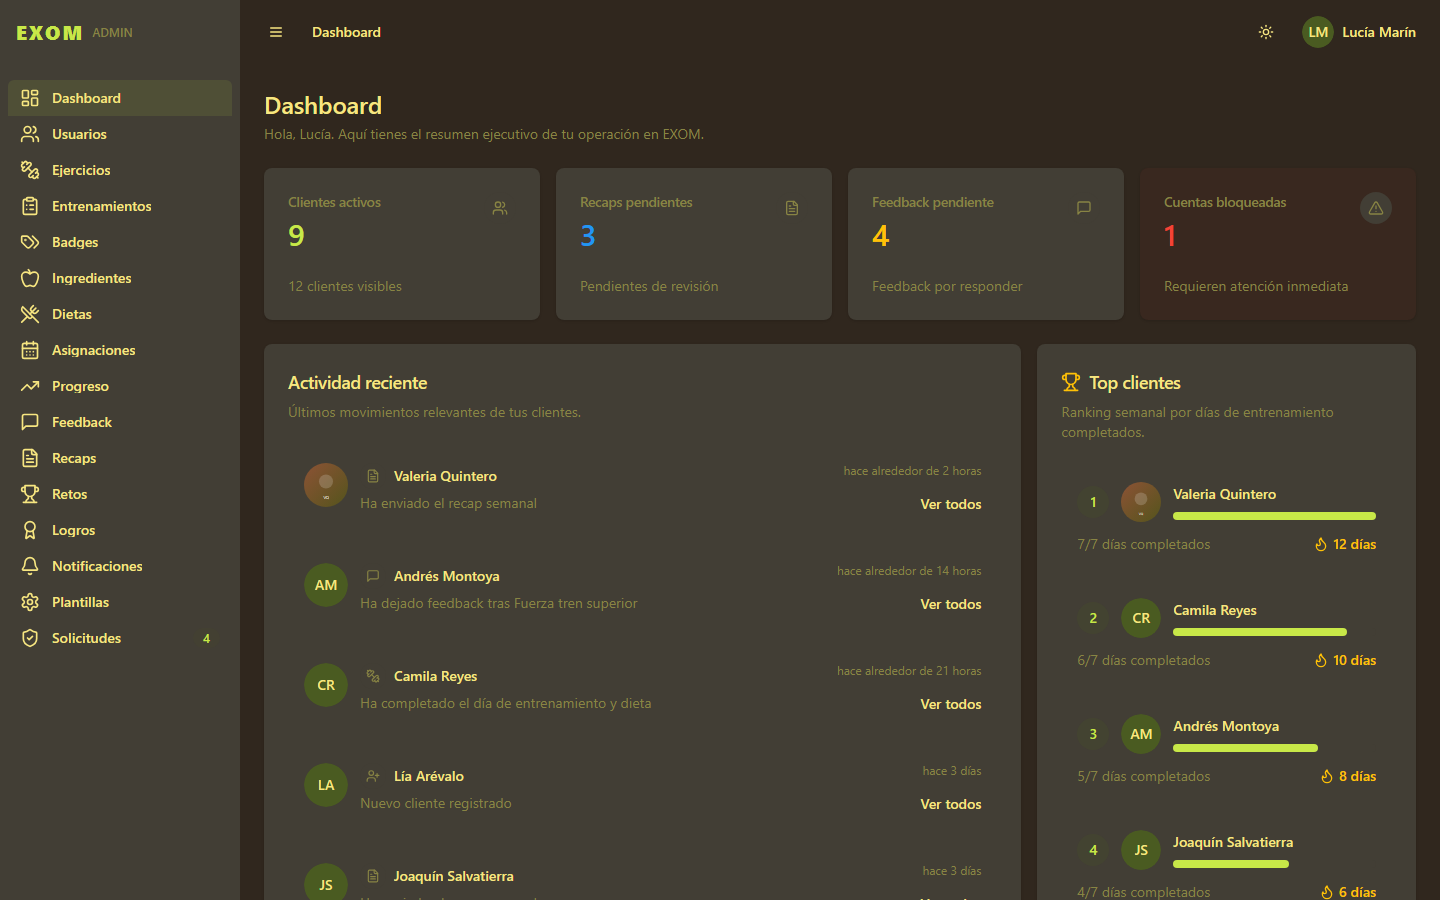 EXOM ADMIN
Dashboard
Usuarios
Ejercicios
Entrenamientos
Badges
Ingredientes
Dietas
Asignaciones
Progreso
Feedback
Recaps
Retos
Logros
Notificaciones
Plantillas
Solicitudes 4
Dashboard
LM Lucía Marín
Dashboard
Hola, Lucía. Aquí tienes el resumen ejecutivo de tu operación en EXOM.
Clientes activos
9
12 clientes visibles
Recaps pendientes
3
Pendientes de revisión
Feedback pendiente
4
Feedback por responder
Cuentas bloqueadas
1
Requieren atención inmediata
Actividad reciente
Últimos movimientos relevantes de tus clientes.
Valeria Quintero
hace alrededor de 2 horas
Ha enviado el recap semanal
Ver todos
AM Andrés Montoya
hace alrededor de 14 horas
Ha dejado feedback tras Fuerza tren superior
Ver todos
CR Camila Reyes
hace alrededor de 21 horas
Ha completado el día de entrenamiento y dieta
Ver todos
LA Lía Arévalo
hace 3 días
Nuevo cliente registrado
Ver todos
JS Joaquín Salvatierra
hace 3 días
Top clientes
Ranking semanal por días de entrenamiento
completados.
1 Valeria Quintero
7/7 días completados 12 días
2 CR Camila Reyes
6/7 días completados 10 días
3 AM Andrés Montoya
5/7 días completados 8 días
4 JS Joaquín Salvatierra
4/7 días completados 6 días